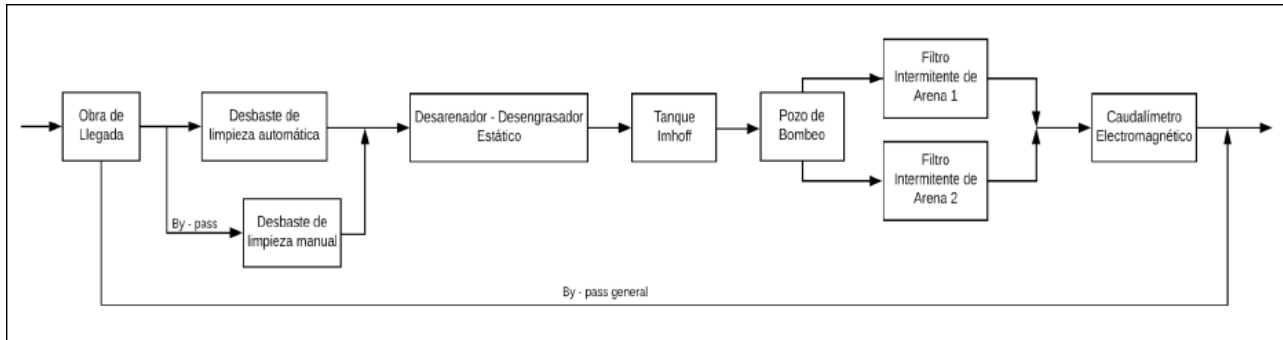 Obra de
Llegada
Desbaste de
limpieza automática
By - pass
Desbaste de
limpieza manual
Desarenador - Desengrasador
Estático
Tanque
Imhoff
Pozo de
Bombeo
Filtro
Intermitente de
Arena 1
Filtro
Intermitente de
Arena 2
Caudalímetro
Electromagnético
By - pass general